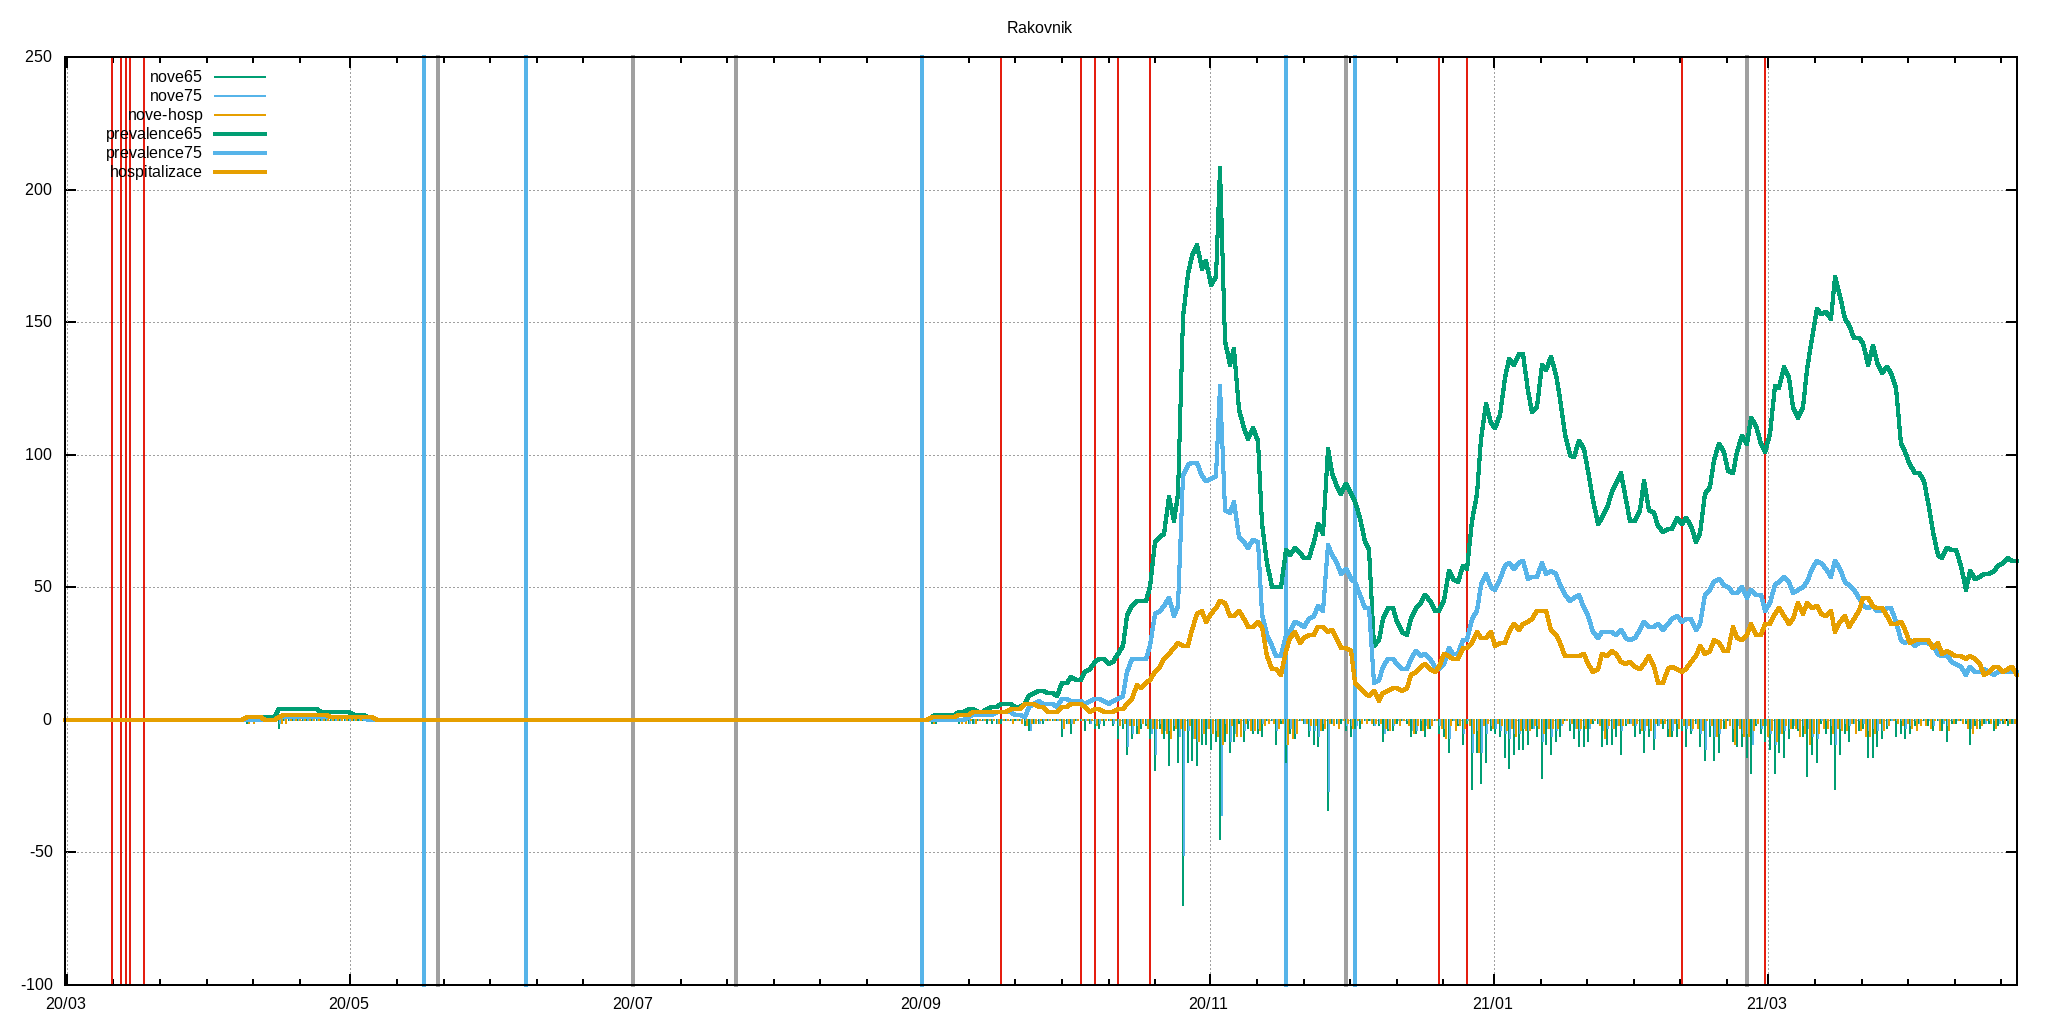 Rakovnik
250
200
150
100
50
0
-50
-100
nove65
nove75
nove-hosp
prevalence65
prevalence75
hospitalizace
20/03 20/05 20/07 20/09 20/11 21/01 21/03